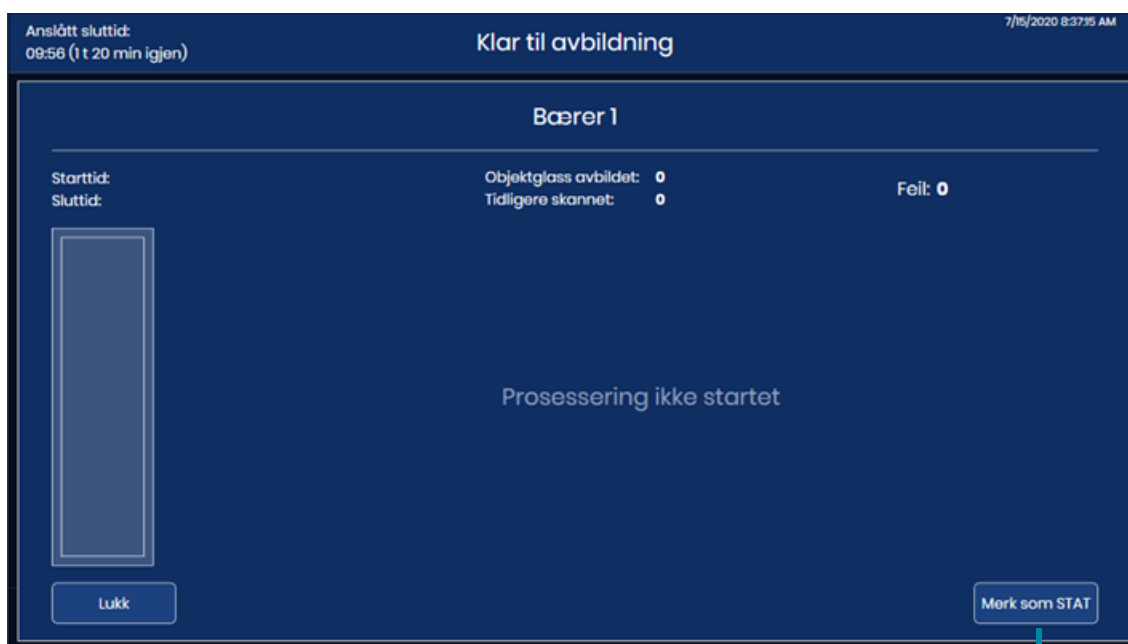 Anslått sluttid:
09:56 (1 t 20 min igjen)
Klar til avbildning
7/15/2020 8:37:15 AM
Bærer 1
Starttid:
Sluttid:
Objektglass avbildet: 0
Tidligere skannet: 0
Feil: 0
Prosessering ikke startet
Lukk
Merk som STAT